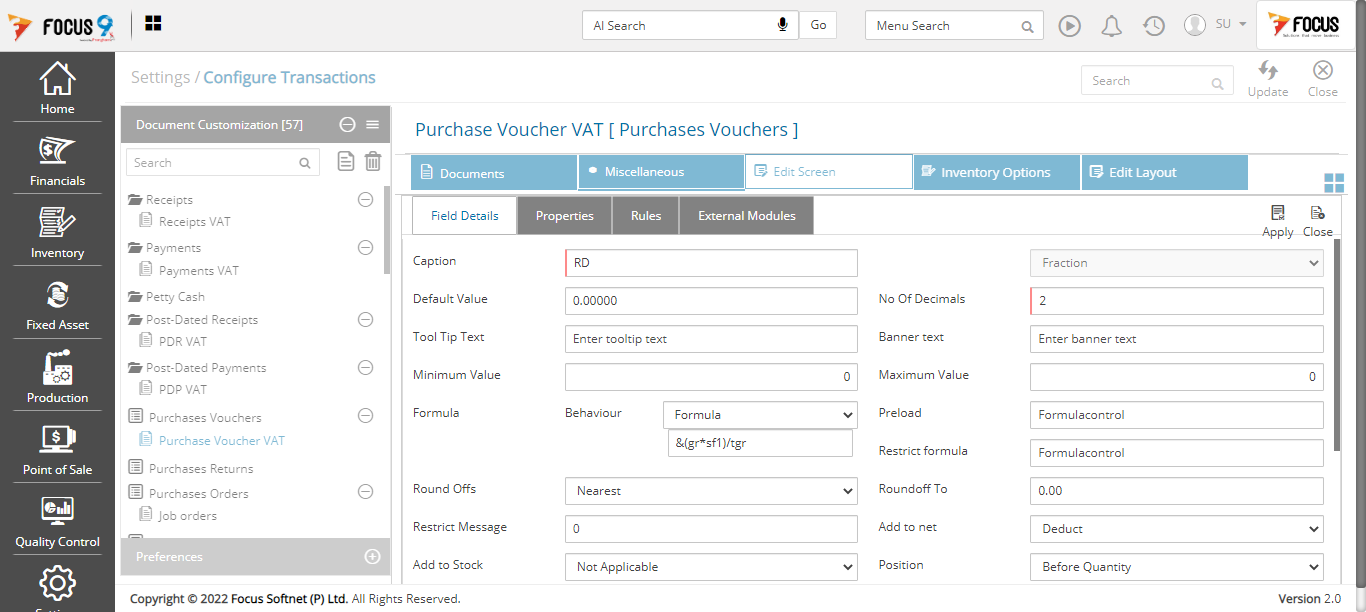 FOCUS 9
AI Search
Go
Menu Search
SU
FOCUS
Home
Financials
Inventory
Fixed Asset
Production
Point of Sale
Quality Control
Settings / Configure Transactions
Search
Update
Close
Document Customization [57]
Search
Receipts
Receipts VAT
Payments
Payments VAT
Petty Cash
Post-Dated Receipts
PDR VAT
Post-Dated Payments
PDP VAT
Purchases Vouchers
Purchase Voucher VAT
Purchases Returns
Purchases Orders
Job orders
Preferences
Purchase Voucher VAT [ Purchases Vouchers ]
Documents
Miscellaneous
Edit Screen
Inventory Options
Edit Layout
Field Details
Properties
Rules
External Modules
Apply
Close
Caption
RD
Fraction
Default Value
0.00000
No Of Decimals
2
Tool Tip Text
Enter tooltip text
Banner text
Enter banner text
Minimum Value
0
Maximum Value
0
Formula
Behaviour
Formula
Preload
Formulacontrol
&(gr*sf1)/tgr
Restrict formula
Formulacontrol
Round Offs
Nearest
Roundoff To
0.00
Restrict Message
0
Add to net
Deduct
Add to Stock
Not Applicable
Position
Before Quantity
Copyright © 2022 Focus Softnet (P) Ltd. All Rights Reserved.
Version 2.0